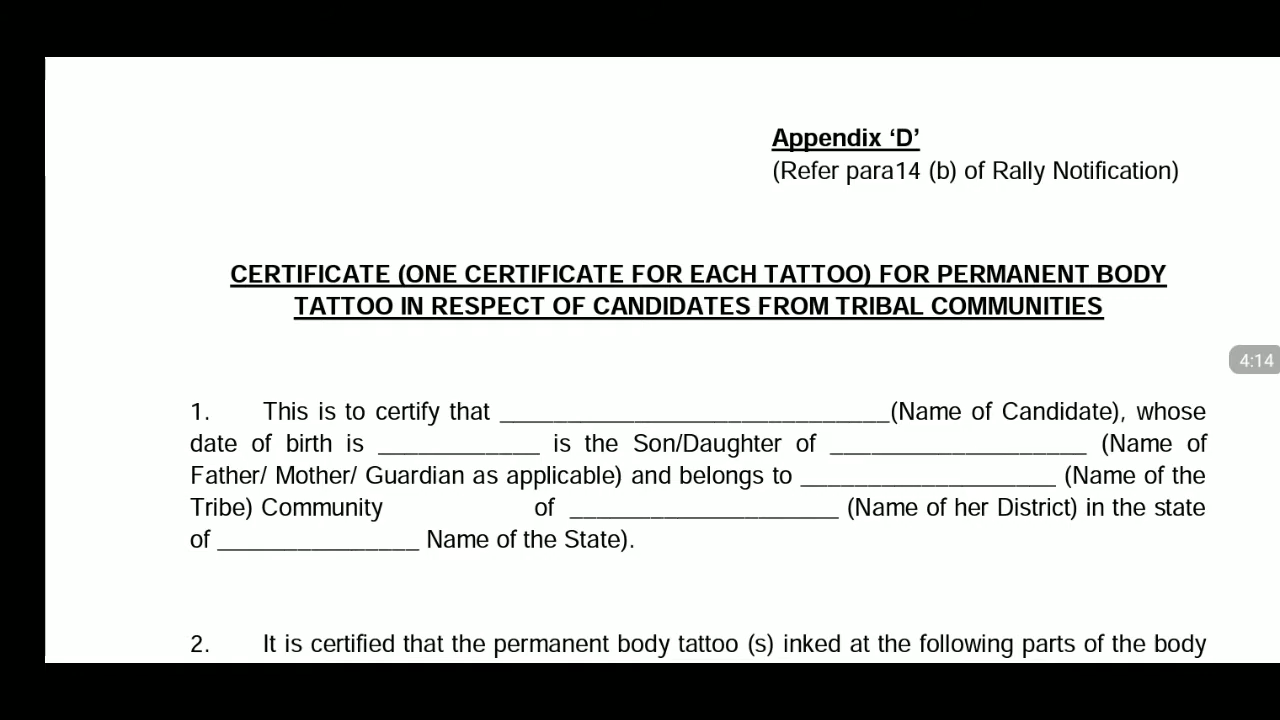 Appendix ‘D’
(Refer para14 (b) of Rally Notification)
CERTIFICATE (ONE CERTIFICATE FOR EACH TATTOO) FOR PERMANENT BODY
TATTOO IN RESPECT OF CANDIDATES FROM TRIBAL COMMUNITIES
4:14
1. This is to certify that _____________________________(Name of Candidate), whose
date of birth is ____________ is the Son/Daughter of ___________________ (Name of
Father/ Mother/ Guardian as applicable) and belongs to ___________________ (Name of the
Tribe) Community of ____________________ (Name of her District) in the state
of _______________ Name of the State).
2. It is certified that the permanent body tattoo (s) inked at the following parts of the body